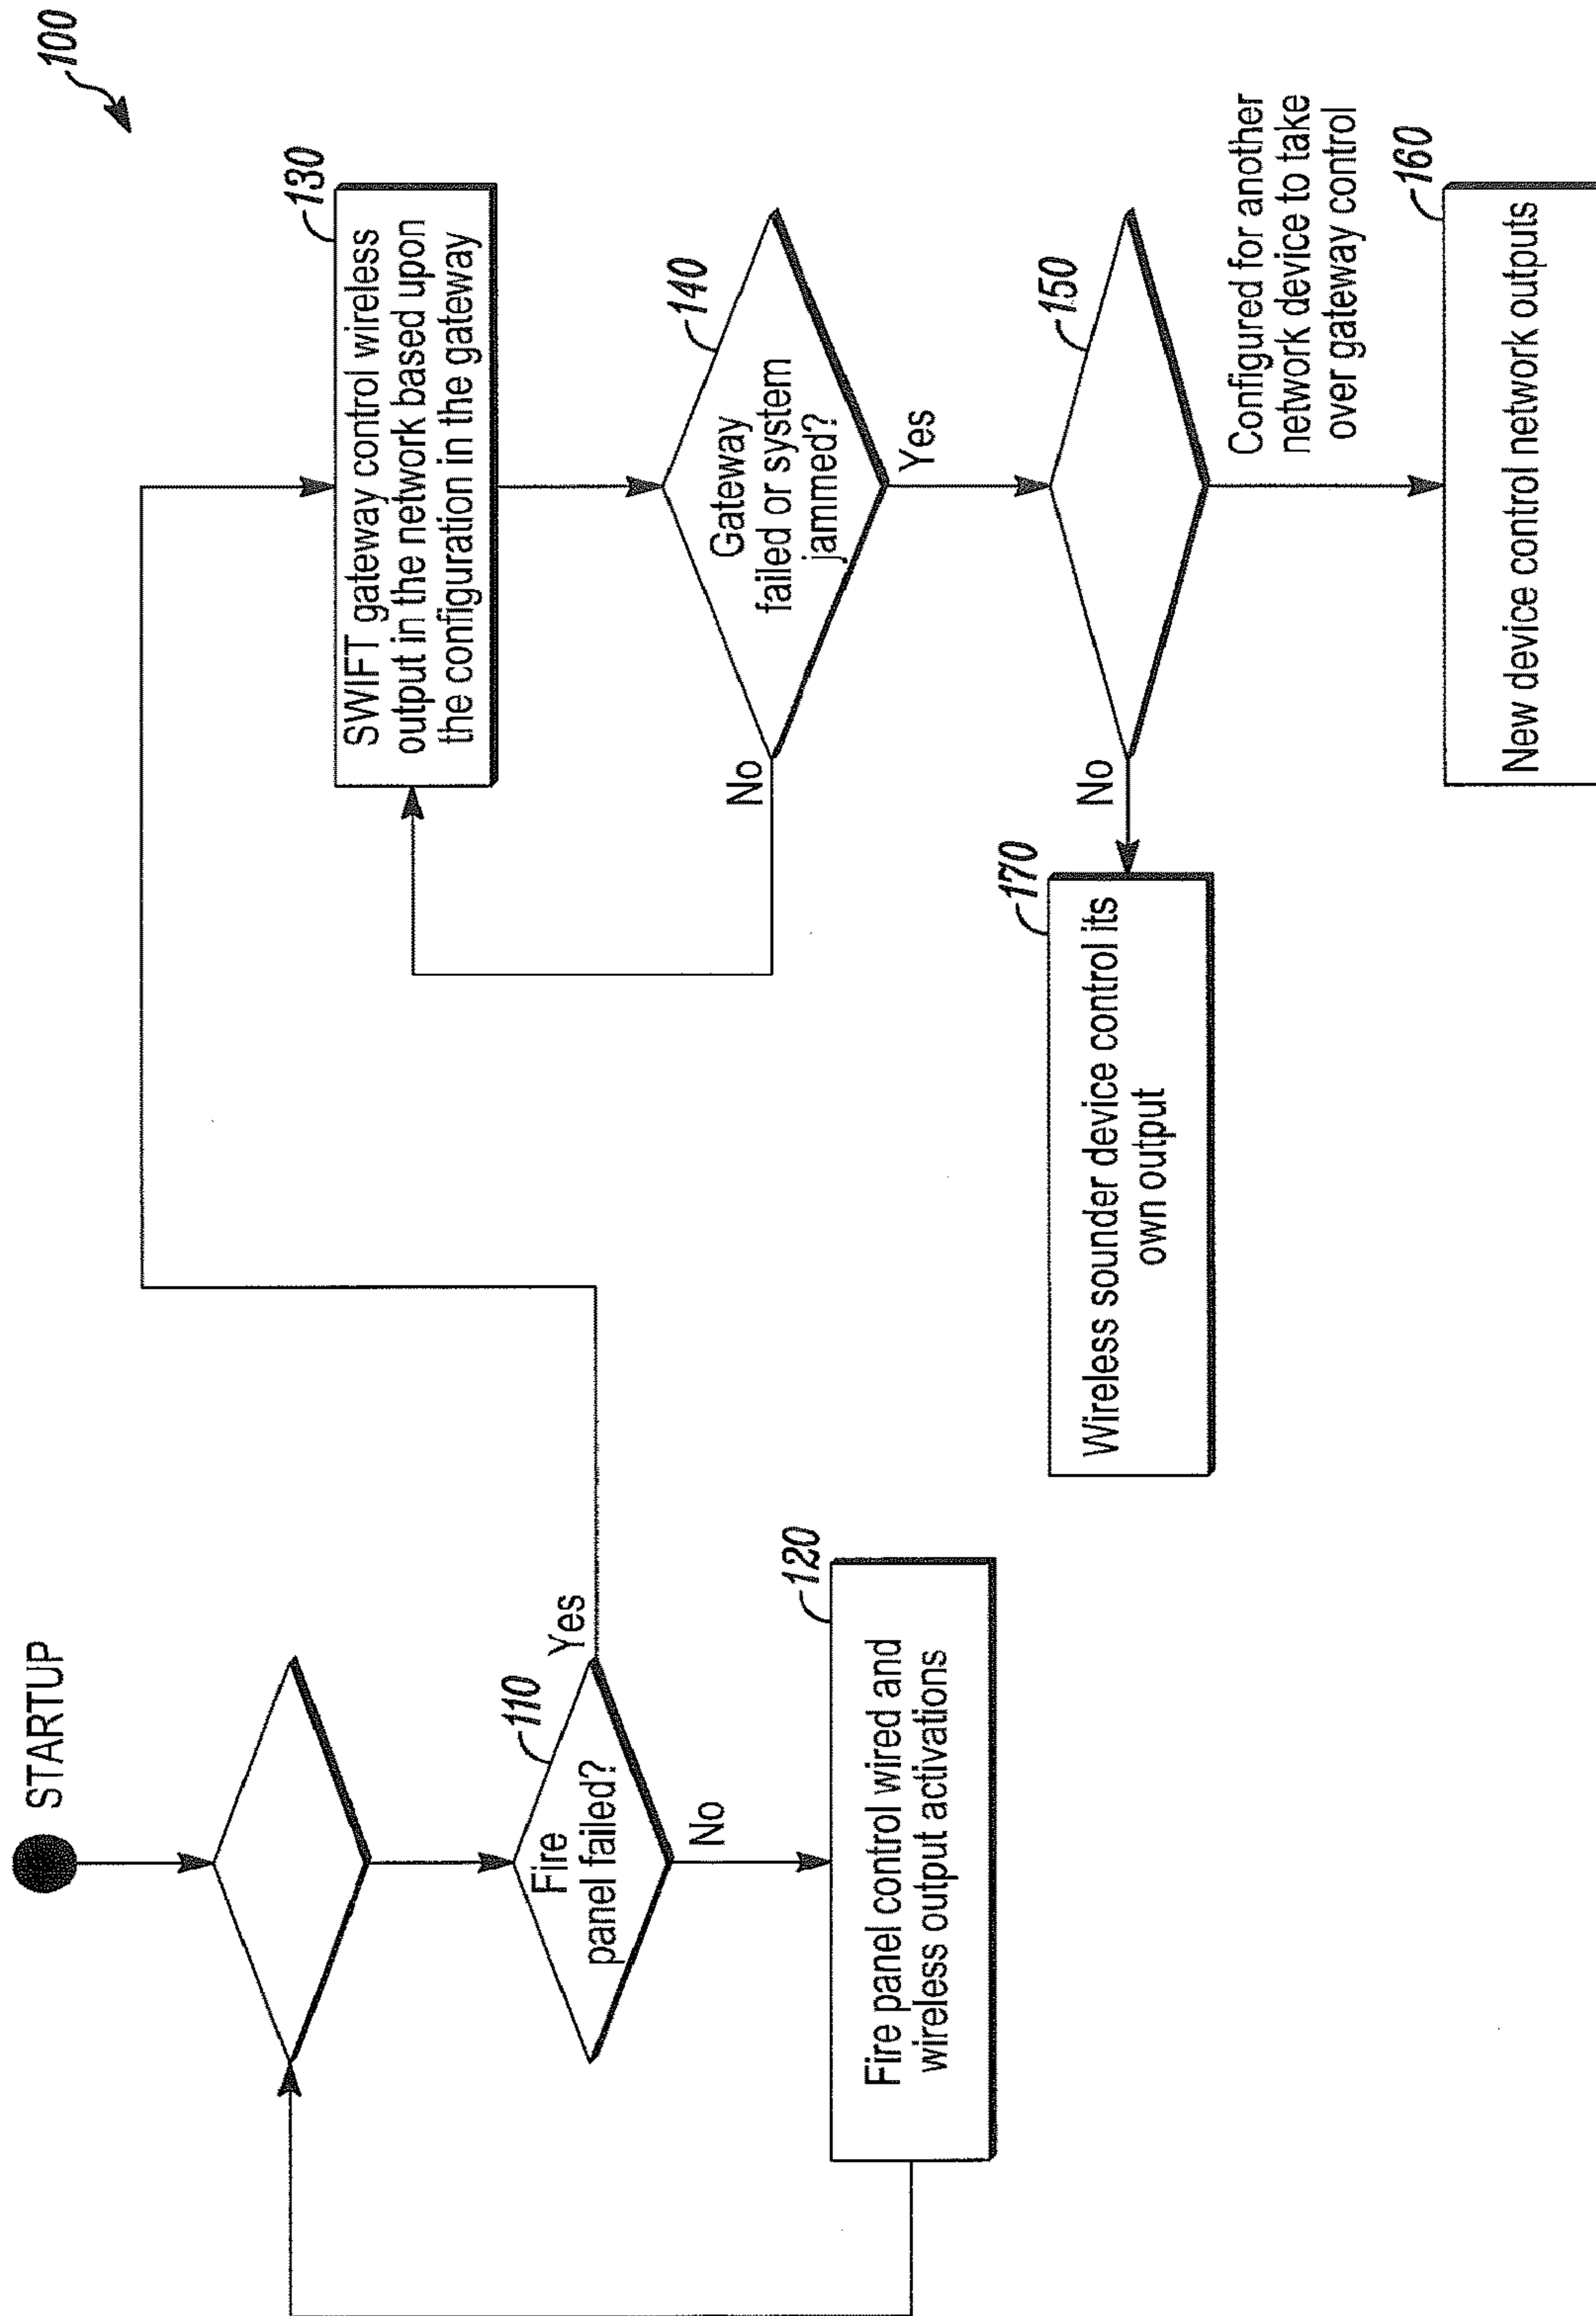 100
STARTUP
Fire
panel failed?
110
Yes
No
Fire panel control wired and
wireless output activations
120
SWIFT gateway control wireless
output in the network based upon
the configuration in the gateway
130
Gateway
failed or system
jammed?
140
No
Yes
150
No
Configured for another
network device to take
over gateway control
New device control network outputs
160
Wireless sounder device control its
own output
170